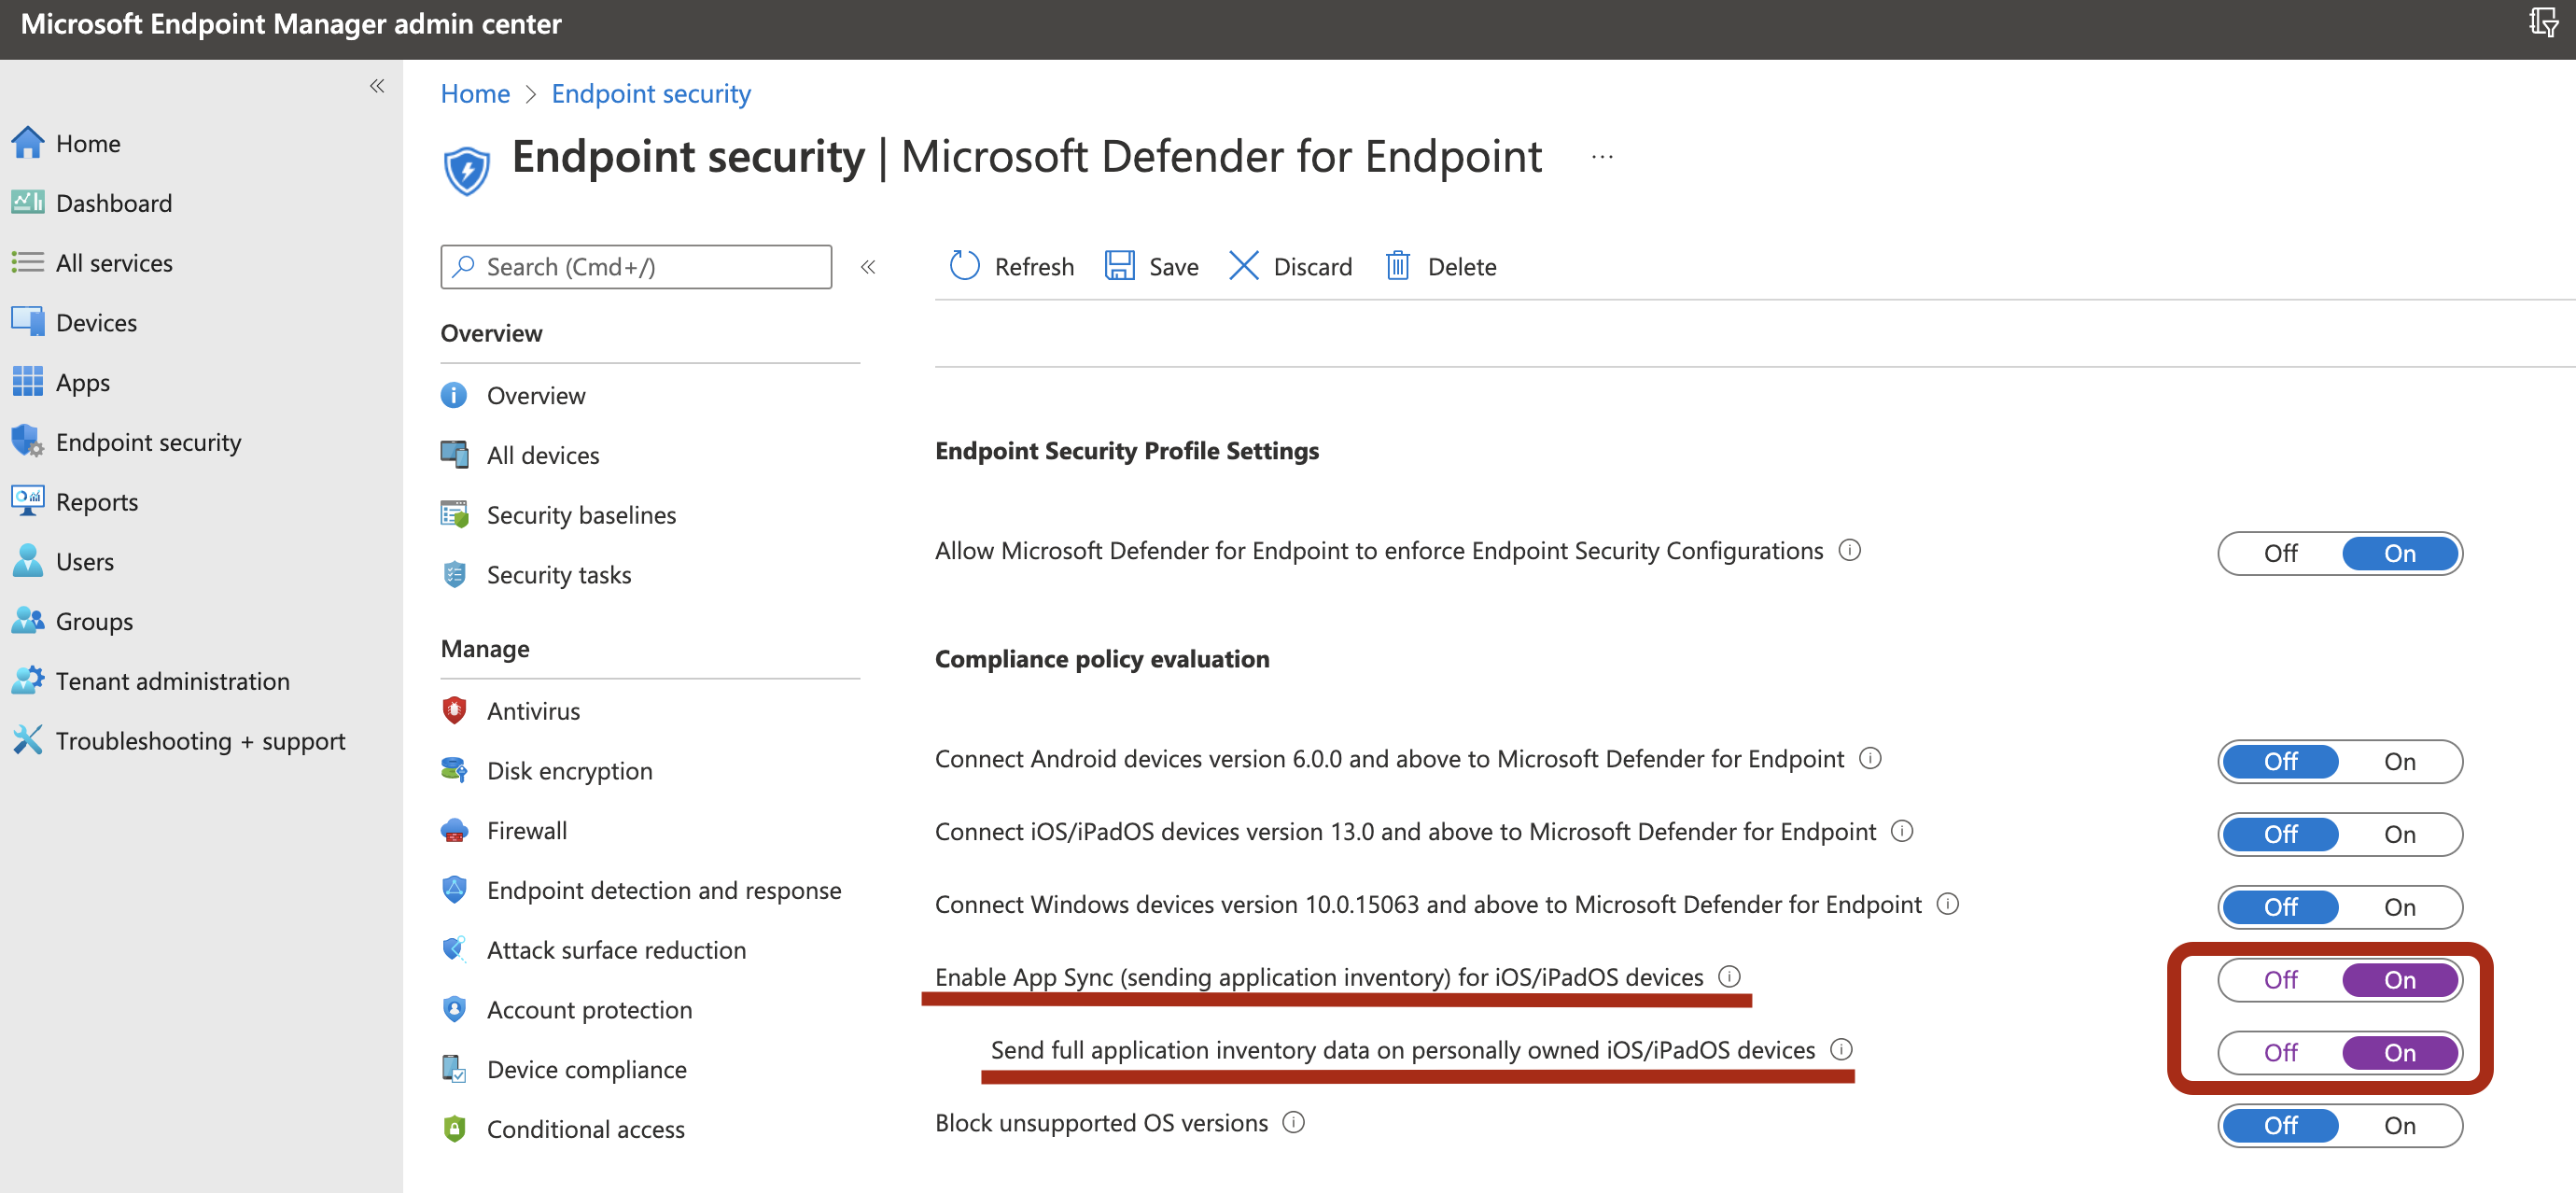 Microsoft Endpoint Manager admin center
Home
Dashboard
All services
Devices
Apps
Endpoint security
Reports
Users
Groups
Tenant administration
Troubleshooting + support
Home > Endpoint security
Endpoint security | Microsoft Defender for Endpoint ...
Search (Cmd+/)
Overview
Overview
All devices
Security baselines
Security tasks
Manage
Antivirus
Disk encryption
Firewall
Endpoint detection and response
Attack surface reduction
Account protection
Device compliance
Conditional access
Refresh Save Discard Delete
Endpoint Security Profile Settings
Allow Microsoft Defender for Endpoint to enforce Endpoint Security Configurations Off On
Compliance policy evaluation
Connect Android devices version 6.0.0 and above to Microsoft Defender for Endpoint Off On
Connect iOS/iPadOS devices version 13.0 and above to Microsoft Defender for Endpoint Off On
Connect Windows devices version 10.0.15063 and above to Microsoft Defender for Endpoint Off On
Enable App Sync (sending application inventory) for iOS/iPadOS devices Off On
Send full application inventory data on personally owned iOS/iPadOS devices Off On
Block unsupported OS versions Off On